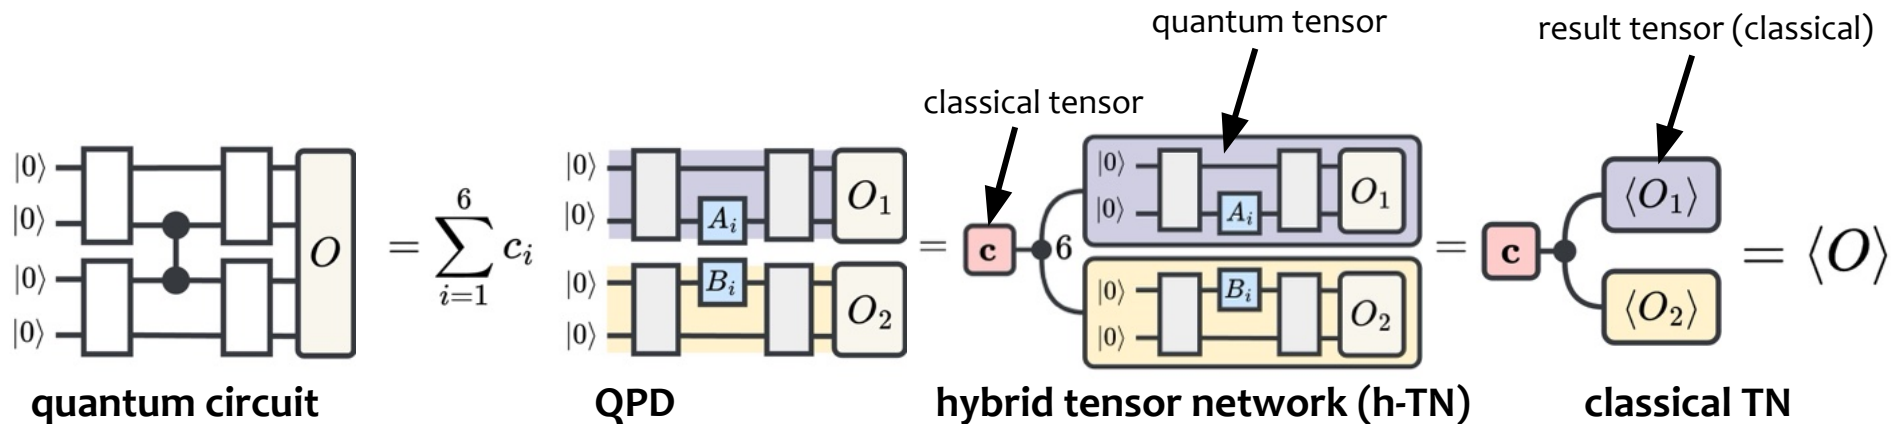 quantum tensor
result tensor (classical)
classical tensor
|0⟩
|0⟩
|0⟩
|0⟩
O
=
6
∑ c_i
i=1
|0⟩
|0⟩
A_i
O_1
|0⟩
B_i
|0⟩
O_2
=
c
6
|0⟩
|0⟩
A_i
O_1
|0⟩
B_i
|0⟩
O_2
=
c
⟨O_1⟩
⟨O_2⟩
= ⟨O⟩
quantum circuit
QPD
hybrid tensor network (h-TN)
classical TN